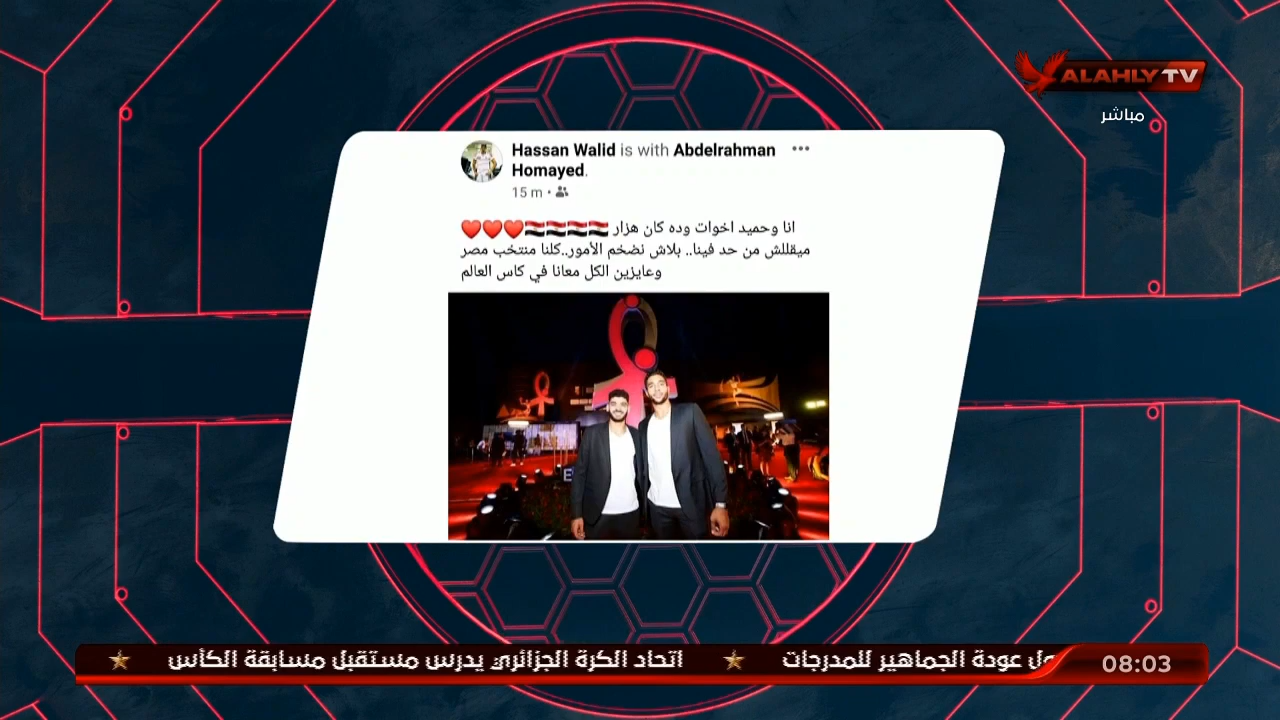 ALAHLY TV
مباشر
Hassan Walid is with Abdelrahman
Homayed.
15 m
انا وحميد اخوات وده كان هزار 🇪🇬🇪🇬🇪🇬🇪🇬❤️❤️❤️
ميقللش من حد فينا.. بلاش نضخم الأمور..كلنا منتخب مصر
وعايزين الكل معانا في كاس العالم
ول عودة الجماهير للمدرجات ★ اتحاد الكرة الجزائري يدرس مستقبل مسابقة الكأس ★
08:03